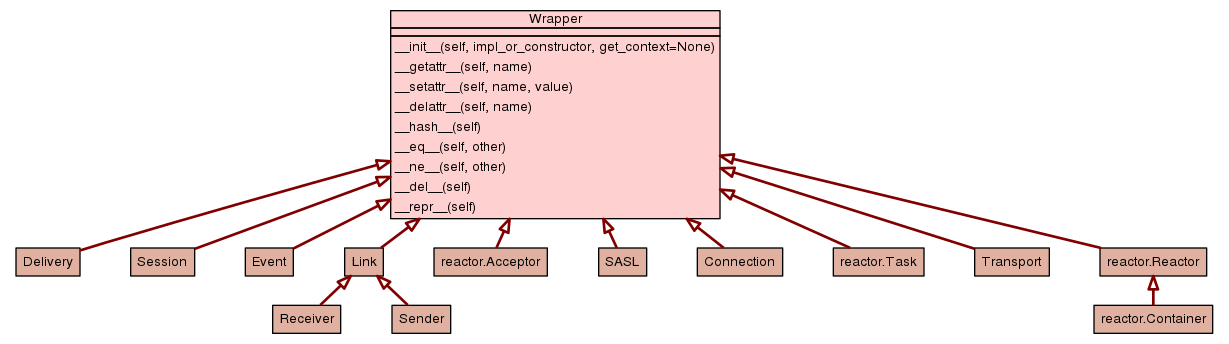 Wrapper
__init__(self, impl_or_constructor, get_context=None)
__getattr__(self, name)
__setattr__(self, name, value)
__delattr__(self, name)
__hash__(self)
__eq__(self, other)
__ne__(self, other)
__del__(self)
__repr__(self)
Delivery Session Event Link reactor.Acceptor SASL Connection reactor.Task Transport reactor.Reactor
Receiver Sender reactor.Container